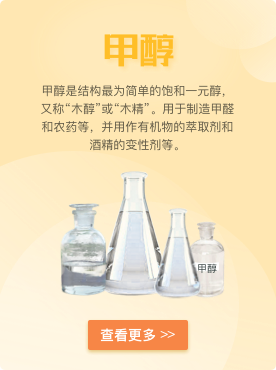 甲醇
甲醇是结构最为简单的饱和一元醇，
又称“木醇”或“木精”。用于制造甲醛
和农药等，并用作有机物的萃取剂和
酒精的变性剂等。
甲醇
查看更多 >>